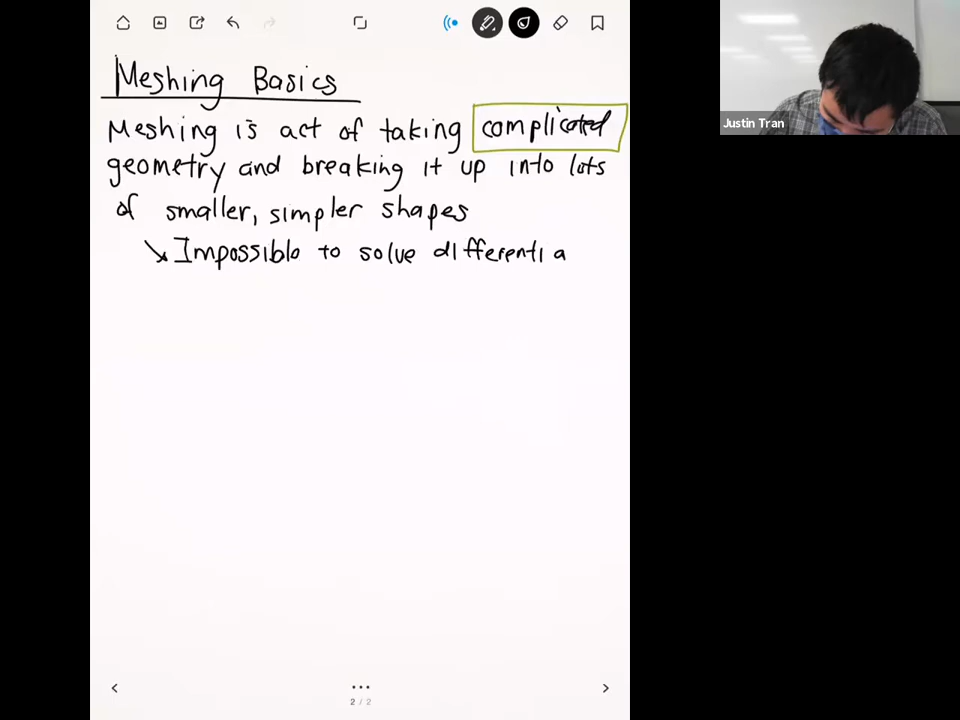 Meshing Basics
Meshing is act of taking complicated
geometry and breaking it up into lots
of smaller, simpler shapes
↘ Impossible to solve differentia
2 / 2
Justin Tran